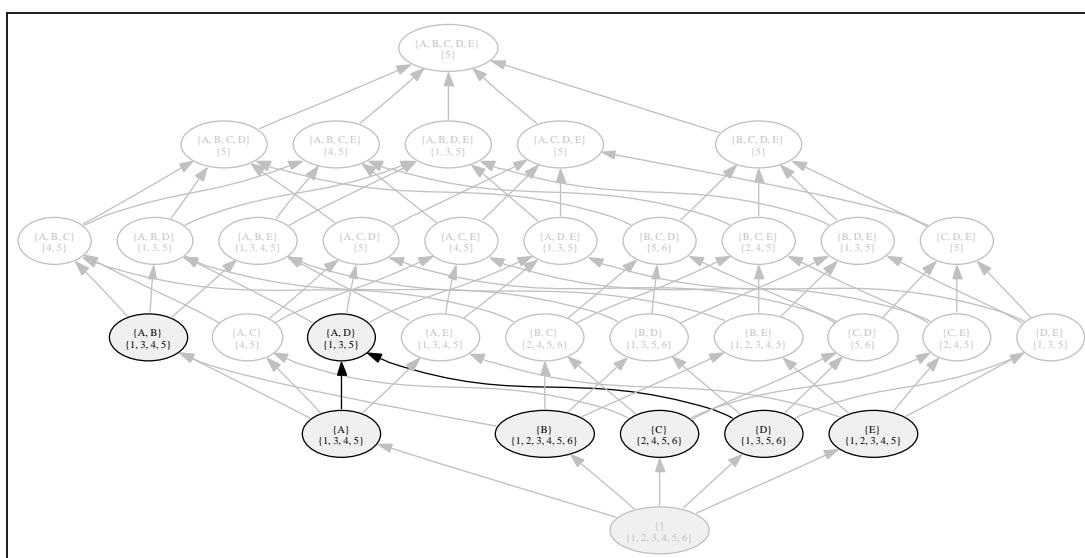 {A, B, C, D, E}
{5}
{A, B, C, D}
{5}
{A, B, C, E}
{4, 5}
{A, B, D, E}
{1, 3, 5}
{A, C, D, E}
{5}
{B, C, D, E}
{5}
{A, B, C}
{4, 5}
{A, B, D}
{1, 3, 5}
{A, B, E}
{1, 3, 4, 5}
{A, C, D}
{5}
{A, C, E}
{4, 5}
{A, D, E}
{1, 3, 5}
{B, C, D}
{5, 6}
{B, C, E}
{2, 4, 5}
{B, D, E}
{1, 3, 5}
{C, D, E}
{5}
{A, B}
{1, 3, 4, 5}
{A, C}
{4, 5}
{A, D}
{1, 3, 5}
{A, E}
{1, 3, 4, 5}
{B, C}
{2, 4, 5, 6}
{B, D}
{1, 3, 5, 6}
{B, E}
{1, 2, 3, 4, 5}
{C, D}
{5, 6}
{C, E}
{2, 4, 5}
{D, E}
{1, 3, 5}
{A}
{1, 3, 4, 5}
{B}
{1, 2, 3, 4, 5, 6}
{C}
{2, 4, 5, 6}
{D}
{1, 3, 5, 6}
{E}
{1, 2, 3, 4, 5}
{}
{1, 2, 3, 4, 5, 6}